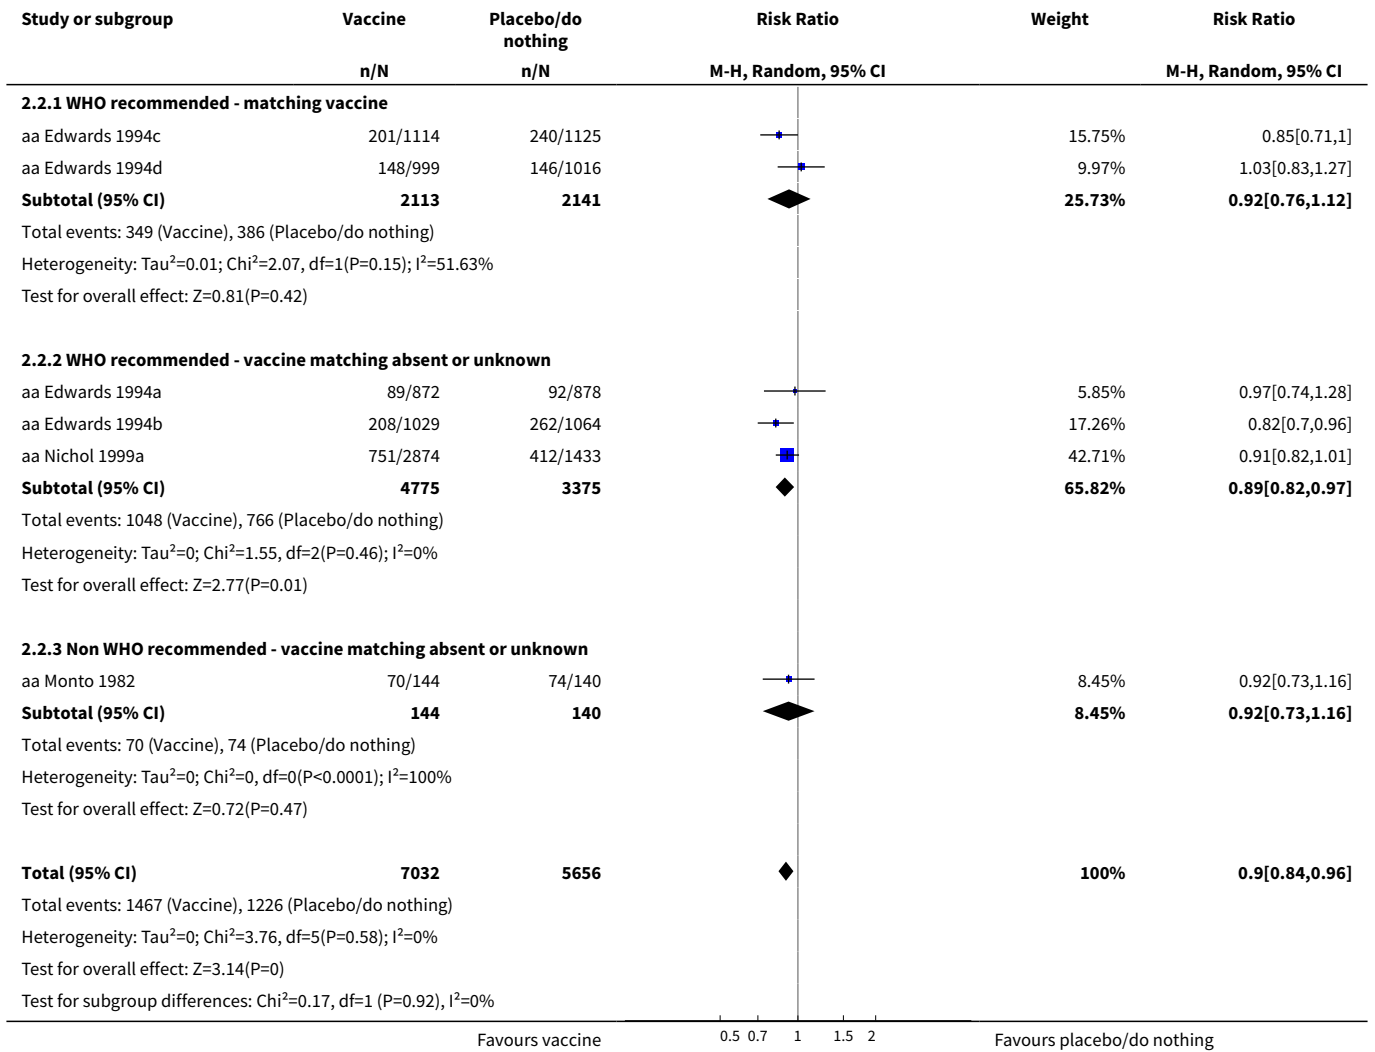 Study or subgroup Vaccine Placebo/do nothing Risk Ratio Weight Risk Ratio
n/N n/N M-H, Random, 95% CI M-H, Random, 95% CI
2.2.1 WHO recommended - matching vaccine
aa Edwards 1994c 201/1114 240/1125 15.75% 0.85[0.71,1]
aa Edwards 1994d 148/999 146/1016 9.97% 1.03[0.83,1.27]
Subtotal (95% CI) 2113 2141 25.73% 0.92[0.76,1.12]
Total events: 349 (Vaccine), 386 (Placebo/do nothing)
Heterogeneity: Tau²=0.01; Chi²=2.07, df=1(P=0.15); I²=51.63%
Test for overall effect: Z=0.81(P=0.42)
2.2.2 WHO recommended - vaccine matching absent or unknown
aa Edwards 1994a 89/872 92/878 5.85% 0.97[0.74,1.28]
aa Edwards 1994b 208/1029 262/1064 17.26% 0.82[0.7,0.96]
aa Nichol 1999a 751/2874 412/1433 42.71% 0.91[0.82,1.01]
Subtotal (95% CI) 4775 3375 65.82% 0.89[0.82,0.97]
Total events: 1048 (Vaccine), 766 (Placebo/do nothing)
Heterogeneity: Tau²=0; Chi²=1.55, df=2(P=0.46); I²=0%
Test for overall effect: Z=2.77(P=0.01)
2.2.3 Non WHO recommended - vaccine matching absent or unknown
aa Monto 1982 70/144 74/140 8.45% 0.92[0.73,1.16]
Subtotal (95% CI) 144 140 8.45% 0.92[0.73,1.16]
Total events: 70 (Vaccine), 74 (Placebo/do nothing)
Heterogeneity: Tau²=0; Chi²=0, df=0(P<0.0001); I²=100%
Test for overall effect: Z=0.72(P=0.47)
Total (95% CI) 7032 5656 100% 0.9[0.84,0.96]
Total events: 1467 (Vaccine), 1226 (Placebo/do nothing)
Heterogeneity: Tau²=0; Chi²=3.76, df=5(P=0.58); I²=0%
Test for overall effect: Z=3.14(P=0)
Test for subgroup differences: Chi²=0.17, df=1 (P=0.92), I²=0%
Favours vaccine 0.5 0.7 1 1.5 2 Favours placebo/do nothing